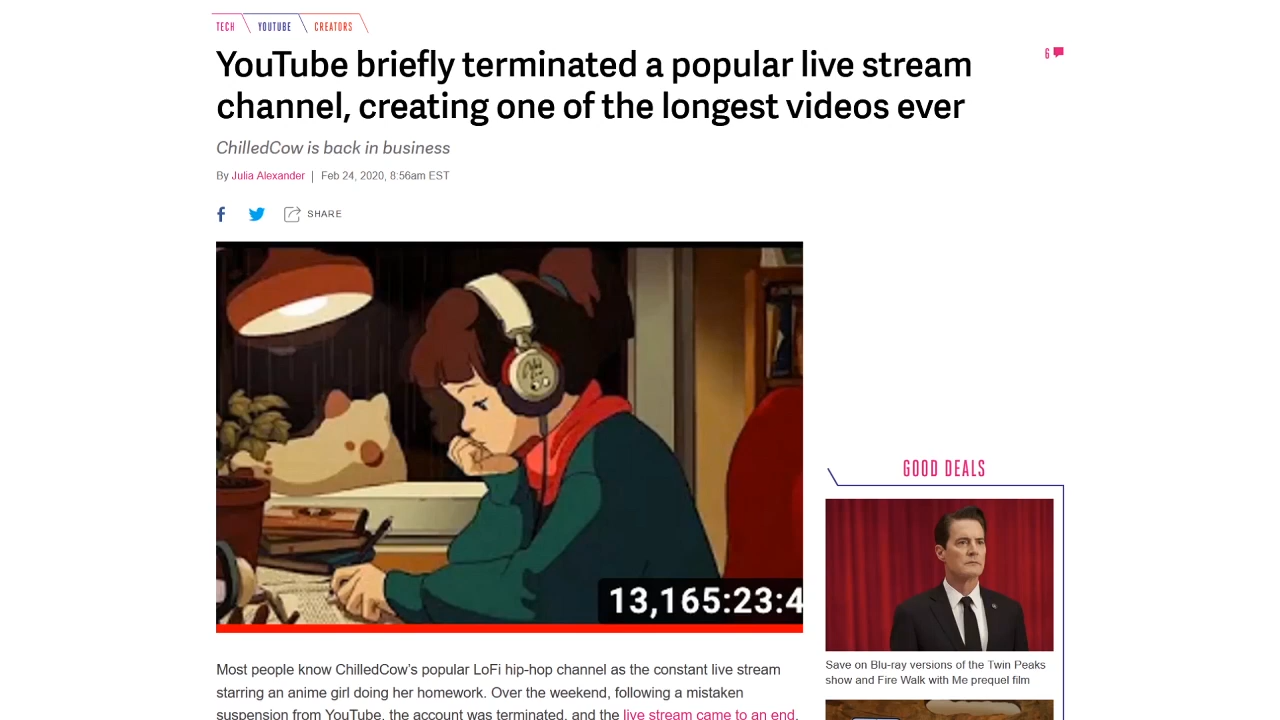 TECH
YOUTUBE
CREATORS
YouTube briefly terminated a popular live stream
channel, creating one of the longest videos ever
6
ChilledCow is back in business
By Julia Alexander | Feb 24, 2020, 8:56am EST
SHARE
13,165:23:4
GOOD DEALS
Save on Blu-ray versions of the Twin Peaks
show and Fire Walk with Me prequel film
Most people know ChilledCow’s popular LoFi hip-hop channel as the constant live stream
starring an anime girl doing her homework. Over the weekend, following a mistaken
suspension from YouTube, the account was terminated, and the live stream came to an end,